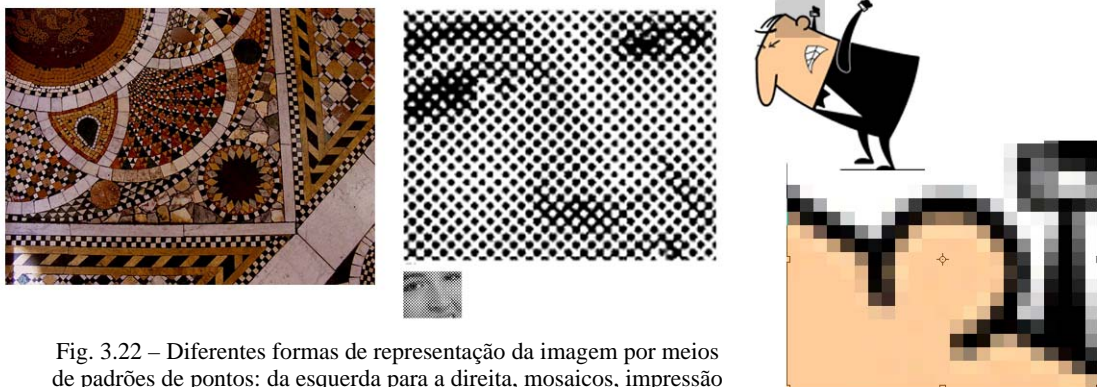 Fig. 3.22 – Diferentes formas de representação da imagem por meios
de padrões de pontos: da esquerda para a direita, mosaicos, impressão